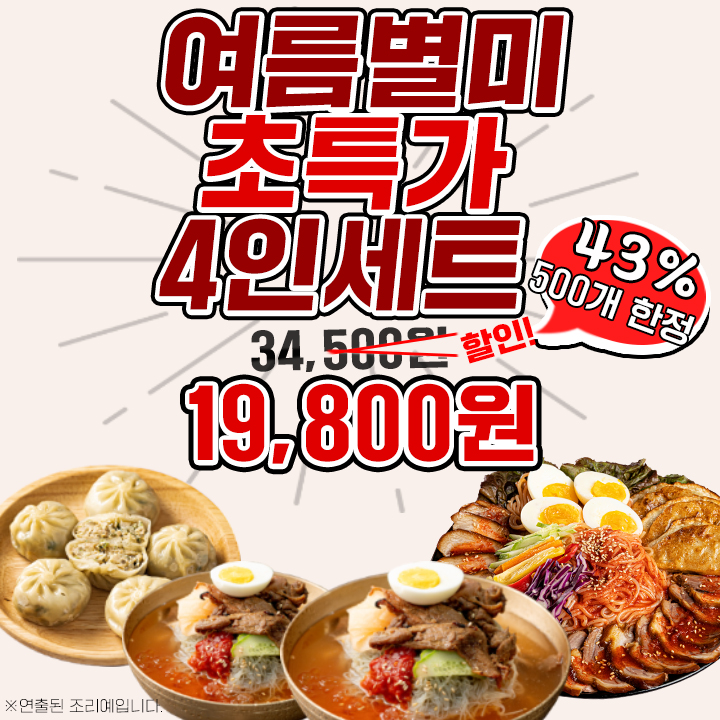 여름별미
초특가
4인세트
43%
500개 한정
34,500원 할인!
19,800원
※연출된 조리예입니다.